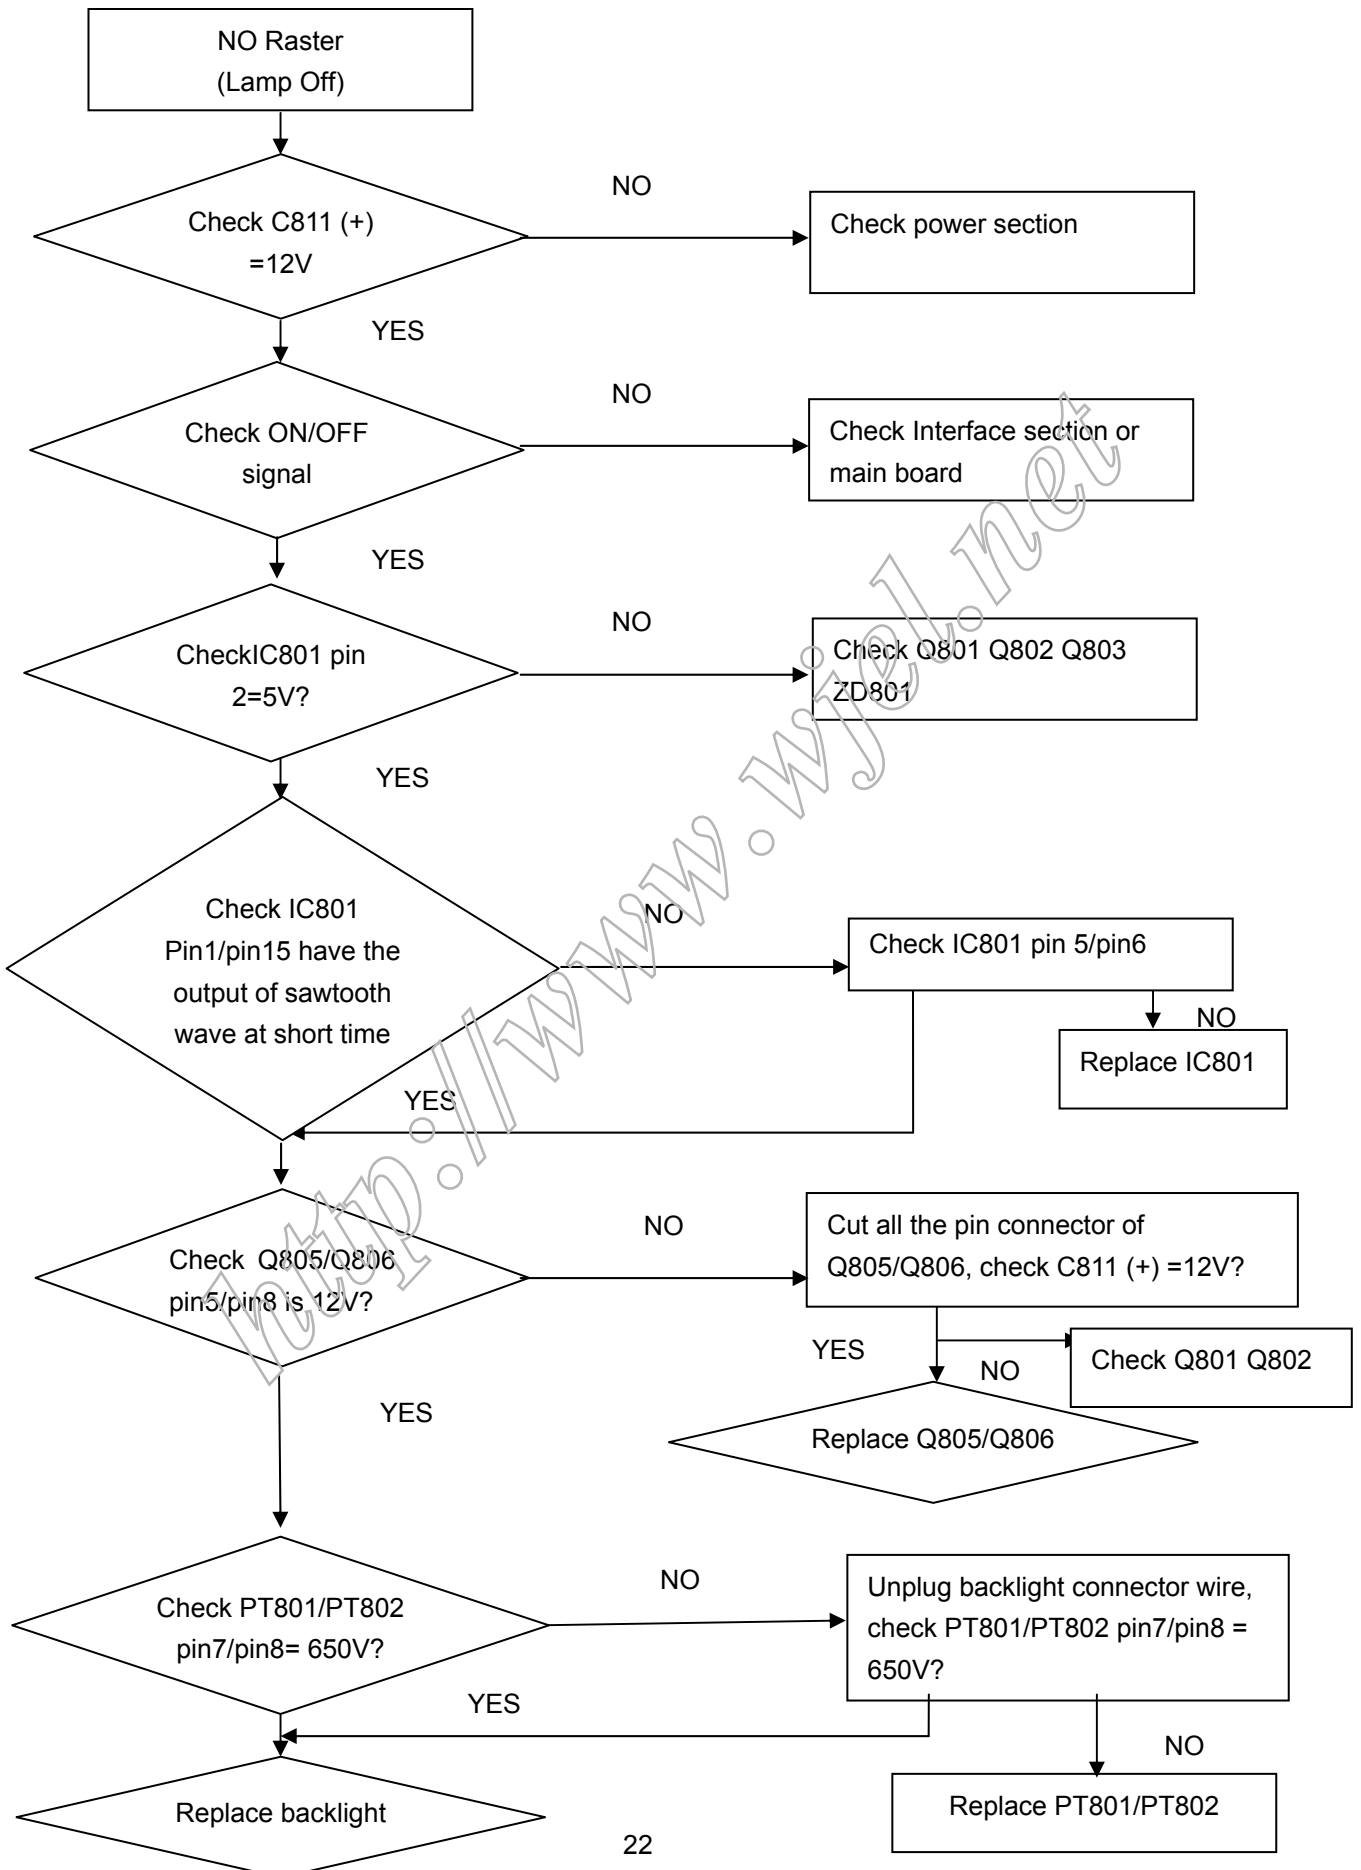 NO Raster
(Lamp Off)
NO
Check C811 (+)
=12V
Check power section
YES
NO
Check ON/OFF
signal
Check Interface section or
main board
YES
NO
CheckIC801 pin
2=5V?
Check Q801 Q802 Q803
ZD801
YES
Check IC801
Pin1/pin15 have the
output of sawtooth
wave at short time
NO
Check IC801 pin 5/pin6
NO
Replace IC801
YES
NO
Check Q805/Q806
pin5/pin8 is 12V?
Cut all the pin connector of
Q805/Q806, check C811 (+) =12V?
YES
NO
Check Q801 Q802
YES
Replace Q805/Q806
NO
Check PT801/PT802
pin7/pin8= 650V?
Unplug backlight connector wire,
check PT801/PT802 pin7/pin8 =
650V?
YES
NO
Replace backlight
Replace PT801/PT802
22
http://www.wjel.net